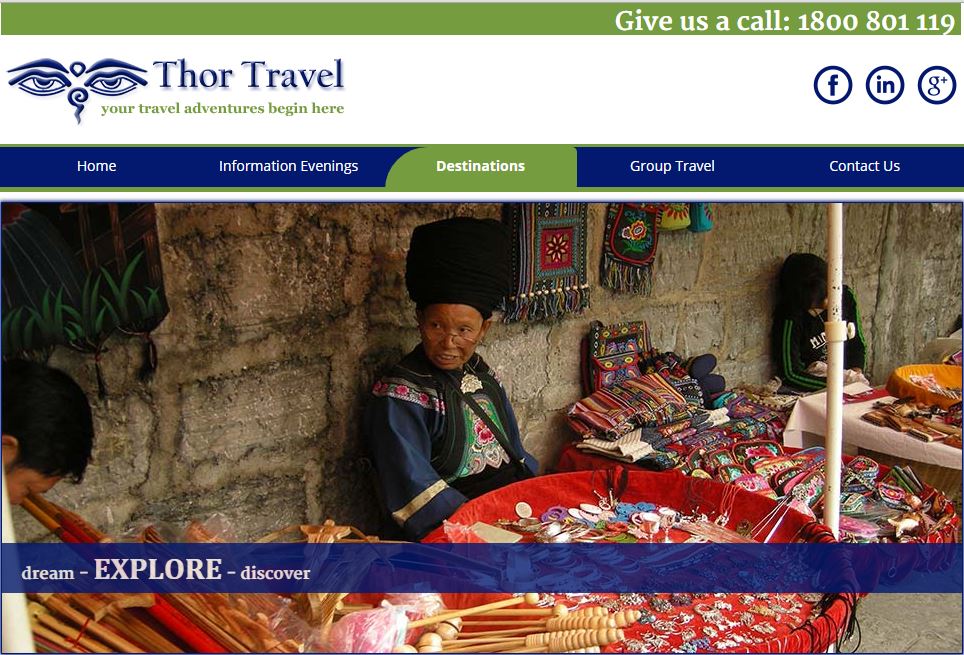 Give us a call: 1800 801 119
Thor Travel
your travel adventures begin here
f in g+
Home Information Evenings Destinations Group Travel Contact Us
dream - EXPLORE - discover